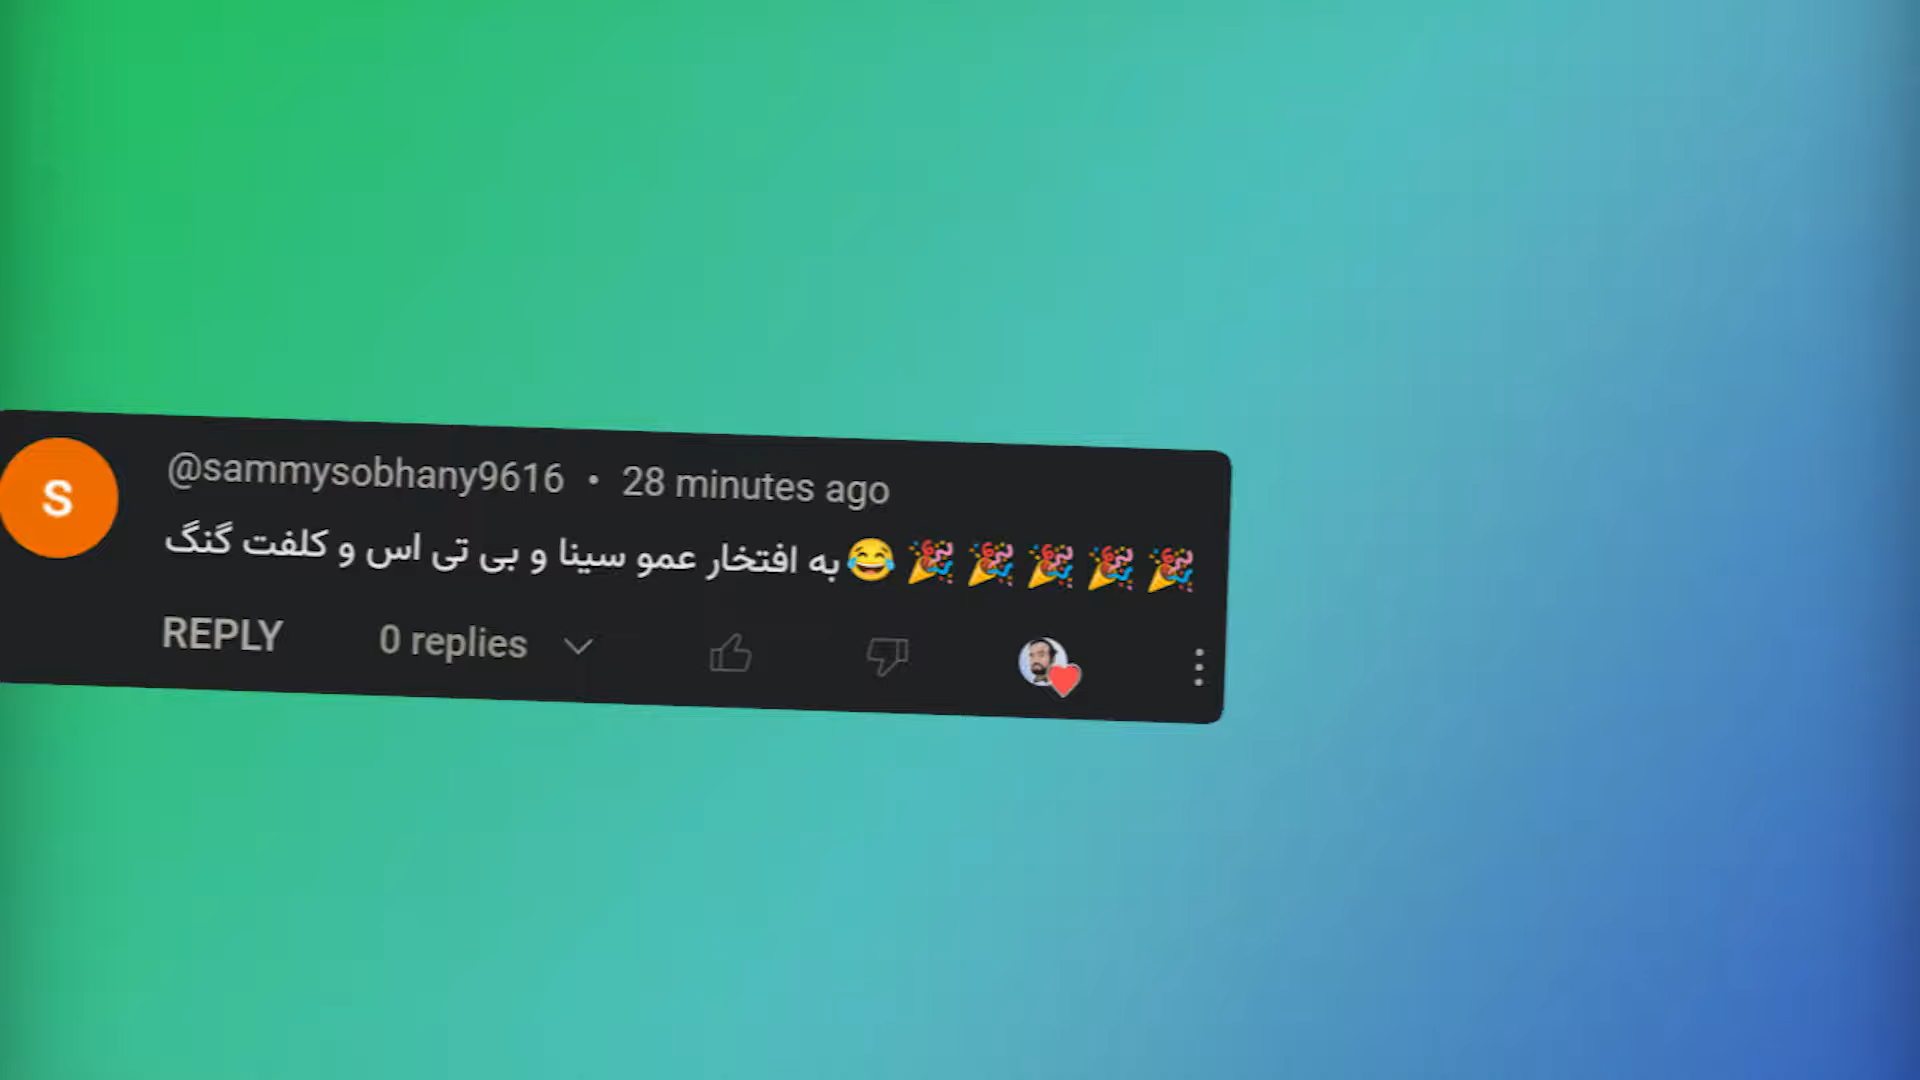 S
@sammysobhany9616 • 28 minutes ago
به افتخار عمو سینا و بی تی اس و کلفت گنگ😂🎉🎉🎉🎉🎉
REPLY 0 replies